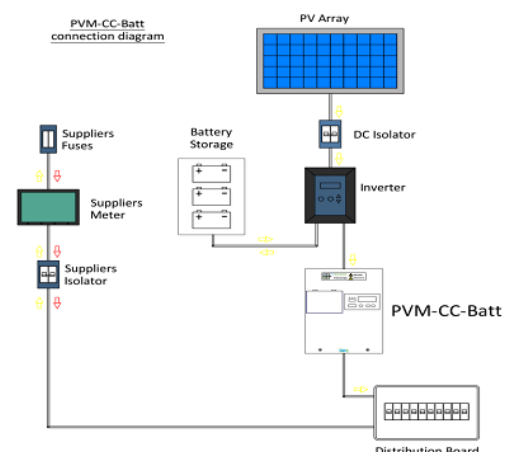 PVM-CC-Batt
connection diagram
PV Array
DC Isolator
Suppliers
Fuses
Battery
Storage
Inverter
Suppliers
Meter
Suppliers
Isolator
PVM-CC-Batt
Distribution Board